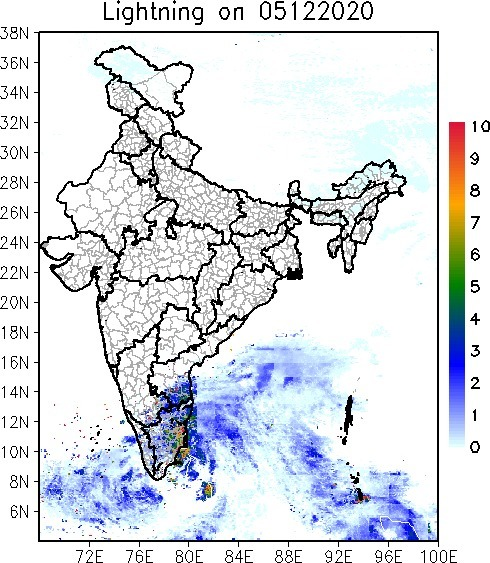 Lightning on 05122020
38N
36N
34N
32N
30N
28N
26N
24N
22N
20N
18N
16N
14N
12N
10N
8N
6N
72E 76E 80E 84E 88E 92E 96E 100E
10
9
8
7
6
5
4
3
2
1
0